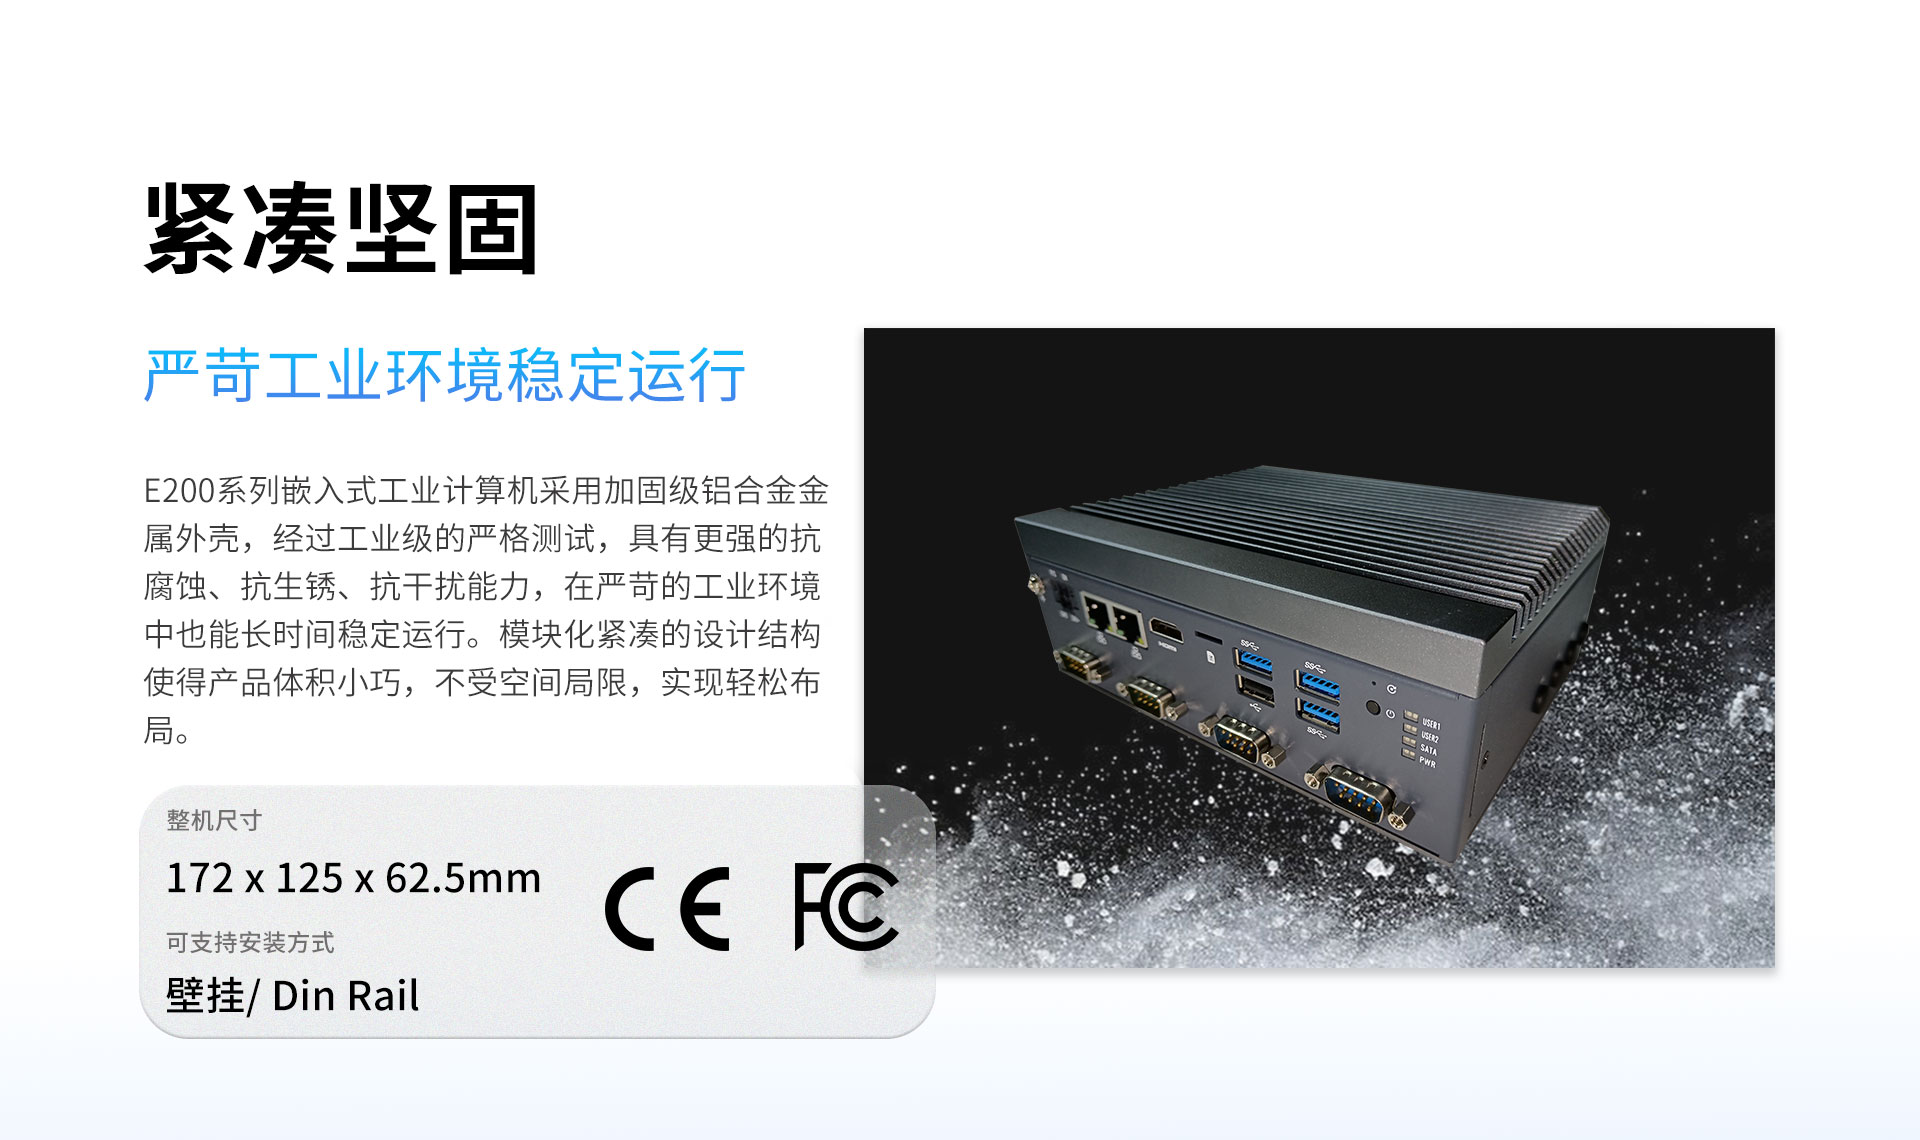 紧凑坚固
严苛工业环境稳定运行
E200系列嵌入式工业计算机采用加固级铝合金金
属外壳，经过工业级的严格测试，具有更强的抗
腐蚀、抗生锈、抗干扰能力，在严苛的工业环境
中也能长时间稳定运行。模块化紧凑的设计结构
使得产品体积小巧，不受空间局限，实现轻松布
局。
整机尺寸
172 x 125 x 62.5mm
可支持安装方式
壁挂/ Din Rail
CE
FC
HDMI
USER1
USER2
SATA
PWR